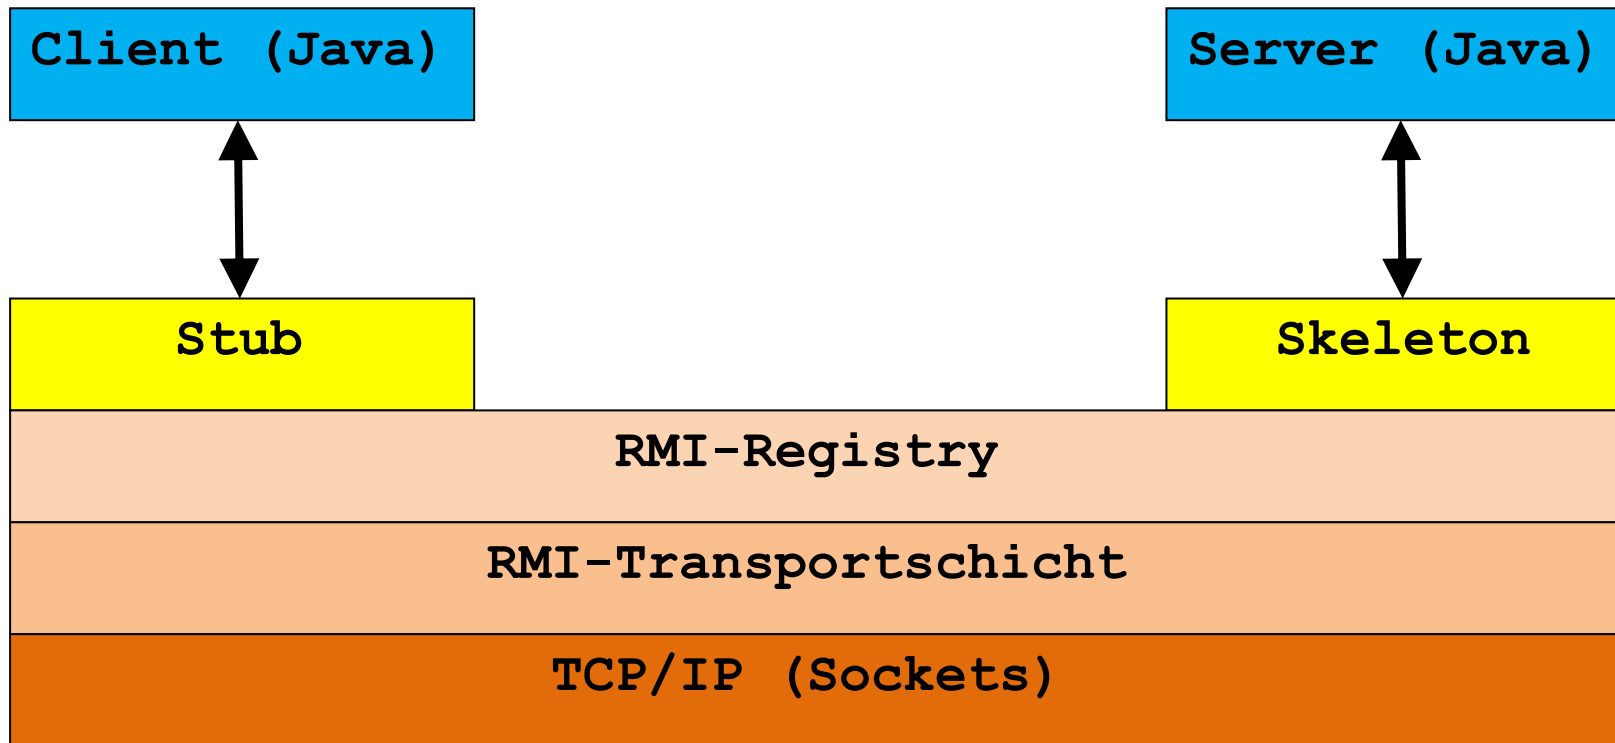 Client (Java)
Server (Java)
Stub
Skeleton
RMI-Registry
RMI-Transportschicht
TCP/IP (Sockets)